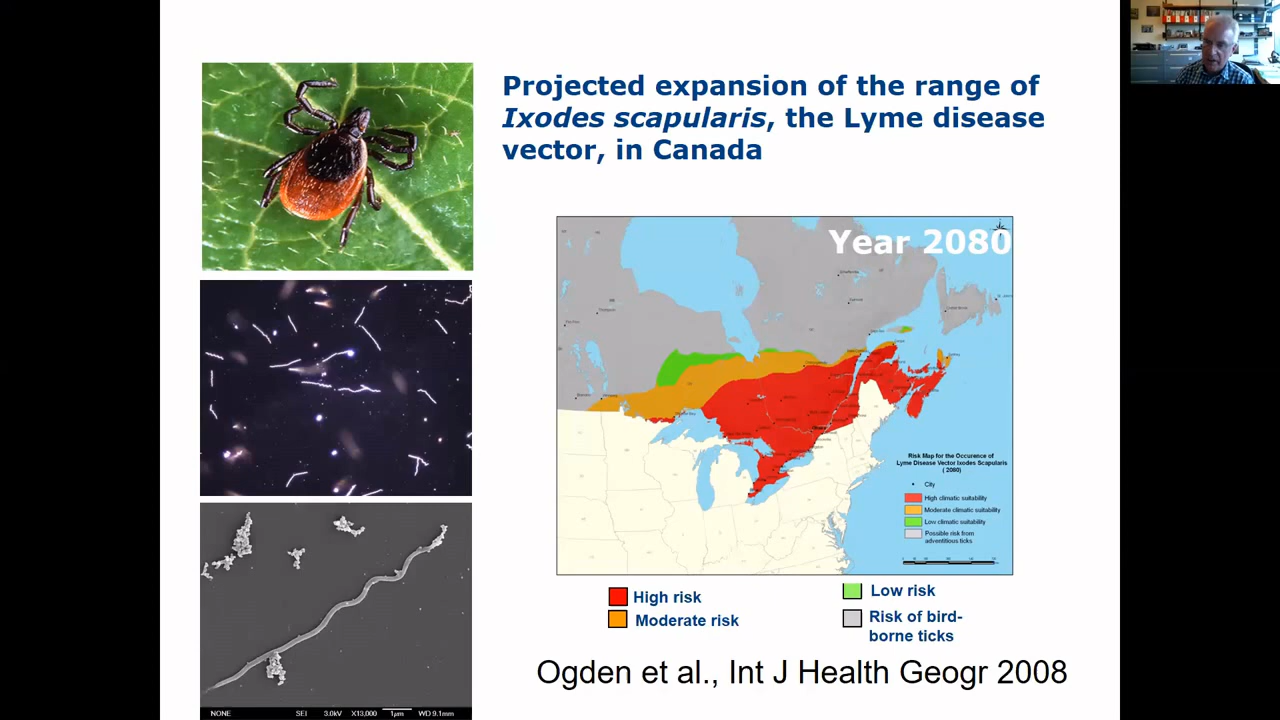 Projected expansion of the range of
Ixodes scapularis, the Lyme disease
vector, in Canada
Year 2080
Risk Map for the Occurence of
Lyme Disease Vector Ixodes Scapularis
( 2080)
City
High climatic suitability
Moderate climatic suitability
Low climatic suitability
Possible risk from
adventitious ticks
High risk
Moderate risk
Low risk
Risk of bird-
borne ticks
Ogden et al., Int J Health Geogr 2008
NONE SEI 3.0kV X13,000 1μm WD 9.1mm